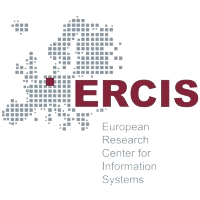 ERCIS
European
Research
Center for
Information
Systems